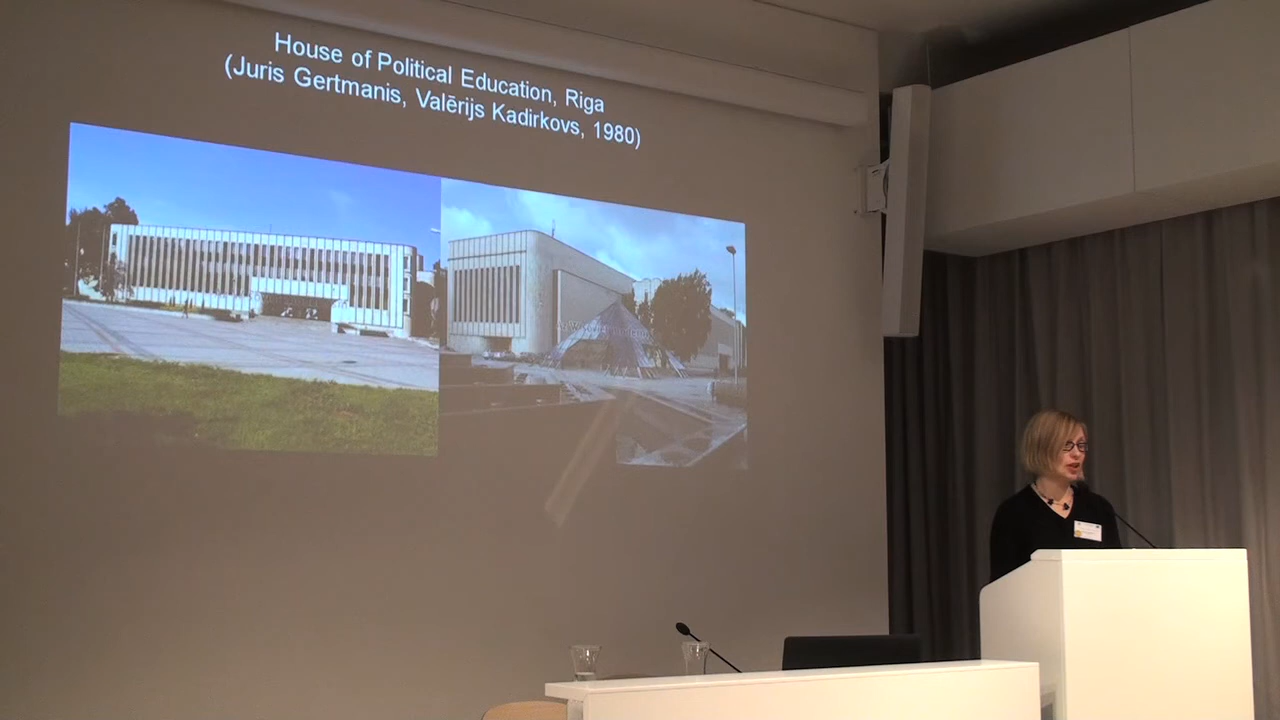 House of Political Education, Riga
(Juris Gertmanis, Valērijs Kadirkovs, 1980)